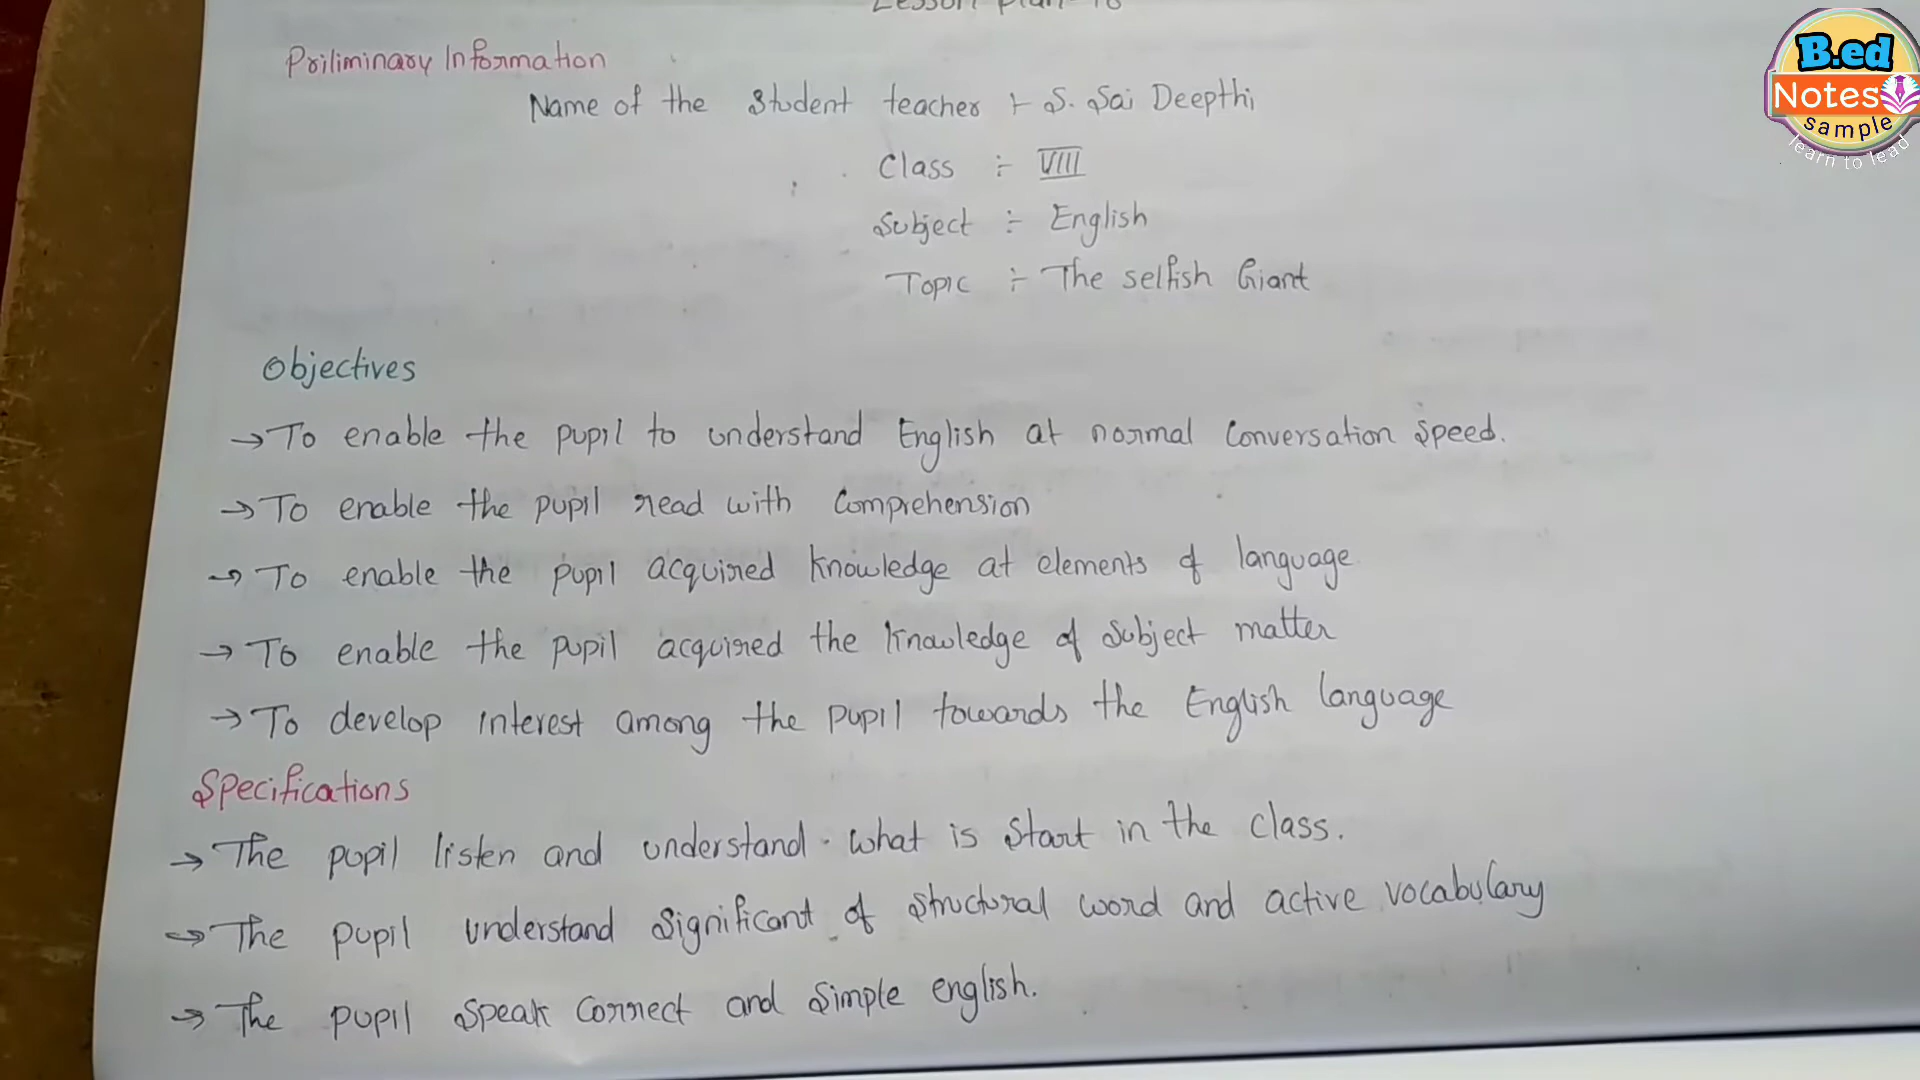 Lesson plan-
Priliminary Information
Name of the Student teacher :- S. Sai Deepthi
Class :- VIII
Subject :- English
Topic :- The selfish Giant
Objectives
→ To enable the pupil to understand English at normal Conversation speed.
→ To enable the pupil read with Comprehension
→ To enable the pupil acquired knowledge at elements of language
→ To enable the pupil acquired the knowledge of subject matter
→ To develop interest among the pupil towards the English language
Specifications
→ The pupil listen and understand. what is start in the class.
→ The pupil understand significant of structural word and active vocabulary
→ The pupil speak correct and simple english.
B.ed
Notes
sample
learn to lead